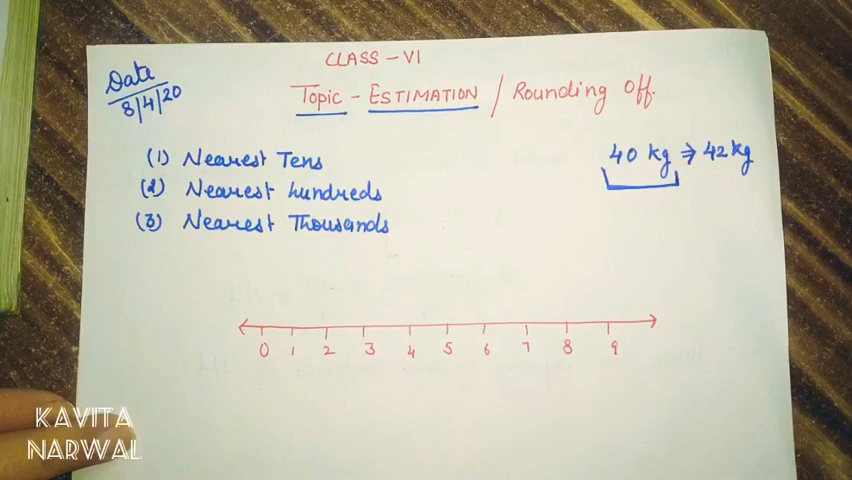 CLASS - VI
Date
8/4/20
Topic - ESTIMATION / Rounding Off.
(1) Nearest Tens
(2) Nearest hundreds
(3) Nearest Thousands
40 kg ⇒ 42 kg
0 1 2 3 4 5 6 7 8 9
KAVITA
NARWAL